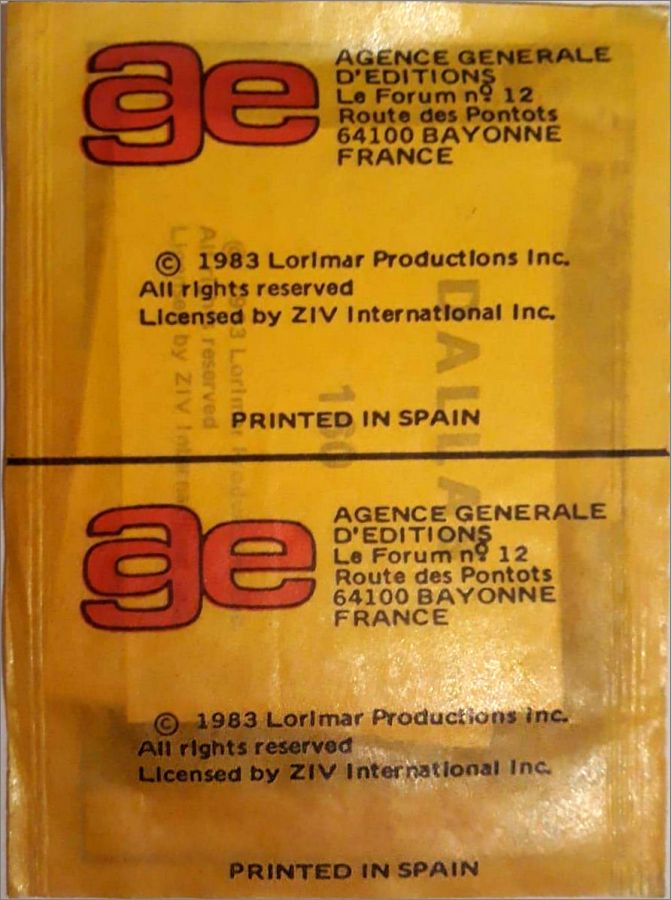 age
AGENCE GENERALE
D'EDITIONS
Le Forum nº 12
Route des Pontots
64100 BAYONNE
FRANCE
© 1983 Lorimar Productions Inc.
All rights reserved
Licensed by ZIV International Inc.
PRINTED IN SPAIN
age
AGENCE GENERALE
D'EDITIONS
Le Forum nº 12
Route des Pontots
64100 BAYONNE
FRANCE
© 1983 Lorimar Productions Inc.
All rights reserved
Licensed by ZIV International Inc.
PRINTED IN SPAIN